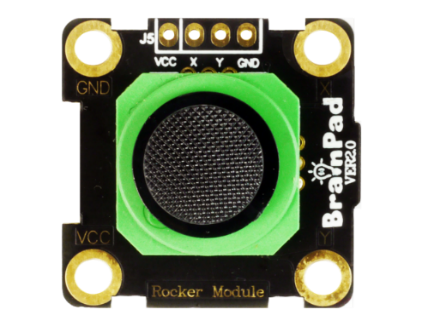 J5
VCC X Y GND
GND
X
BrainPad
VER2.0
VCC
Y
Rocker Module